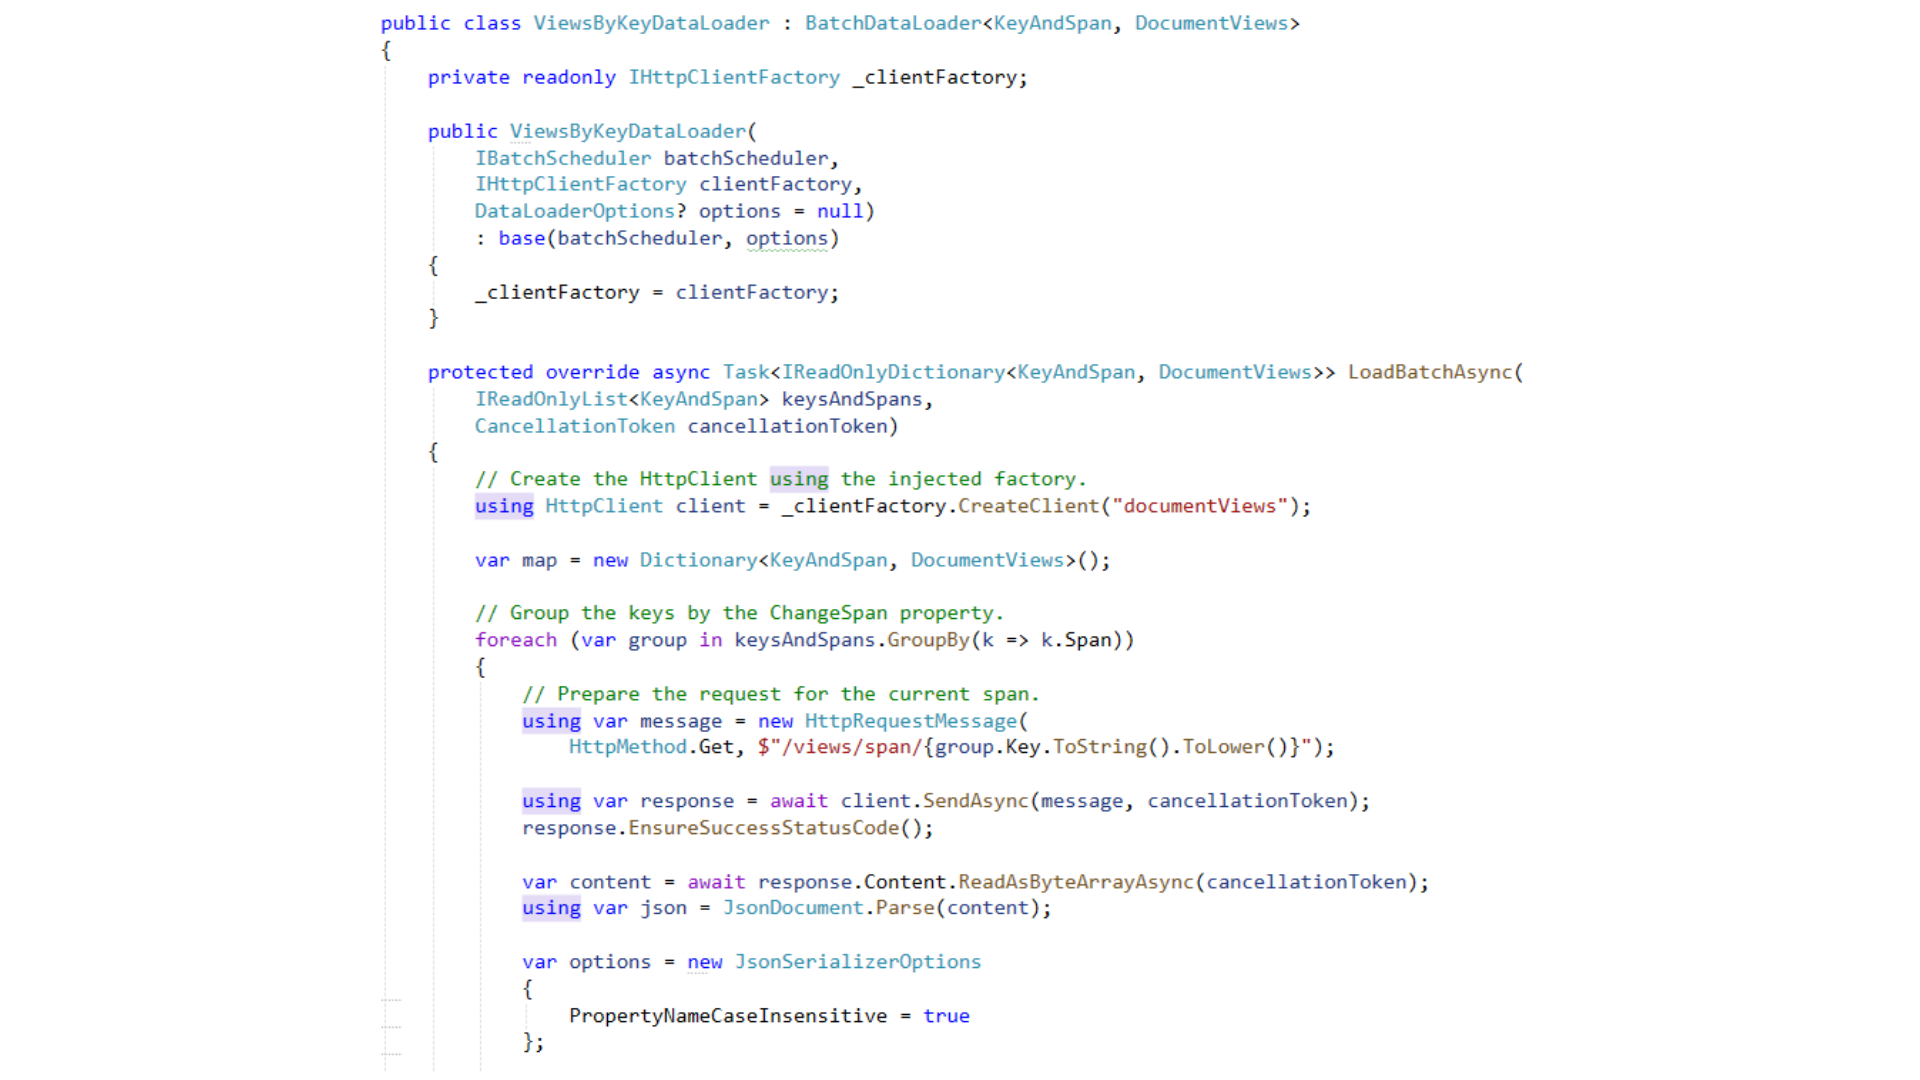 public class ViewsByKeyDataLoader : BatchDataLoader<KeyAndSpan, DocumentViews>
{
private readonly IHttpClientFactory _clientFactory;
public ViewsByKeyDataLoader(
IBatchScheduler batchScheduler,
IHttpClientFactory clientFactory,
DataLoaderOptions? options = null)
: base(batchScheduler, options)
{
_clientFactory = clientFactory;
}
protected override async Task<IReadOnlyDictionary<KeyAndSpan, DocumentViews>> LoadBatchAsync(
IReadOnlyList<KeyAndSpan> keysAndSpans,
CancellationToken cancellationToken)
{
// Create the HttpClient using the injected factory.
using HttpClient client = _clientFactory.CreateClient("documentViews");
var map = new Dictionary<KeyAndSpan, DocumentViews>();
// Group the keys by the ChangeSpan property.
foreach (var group in keysAndSpans.GroupBy(k => k.Span))
{
// Prepare the request for the current span.
using var message = new HttpRequestMessage(
HttpMethod.Get, $"/views/span/{group.Key.ToString().ToLower()}");
using var response = await client.SendAsync(message, cancellationToken);
response.EnsureSuccessStatusCode();
var content = await response.Content.ReadAsByteArrayAsync(cancellationToken);
using var json = JsonDocument.Parse(content);
var options = new JsonSerializerOptions
{
PropertyNameCaseInsensitive = true
};